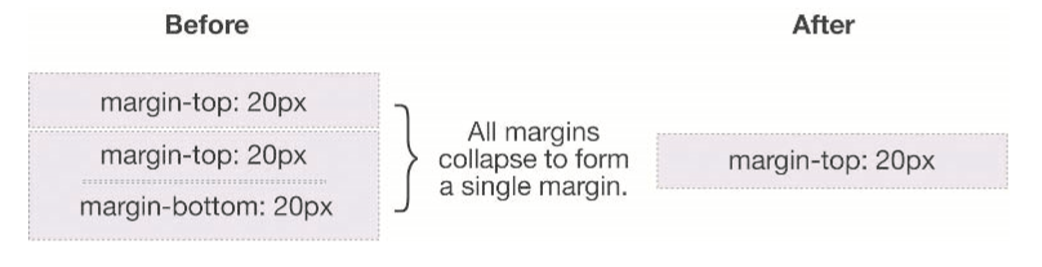 Before
After
margin-top: 20px
margin-top: 20px
margin-bottom: 20px
All margins
collapse to form
a single margin.
margin-top: 20px